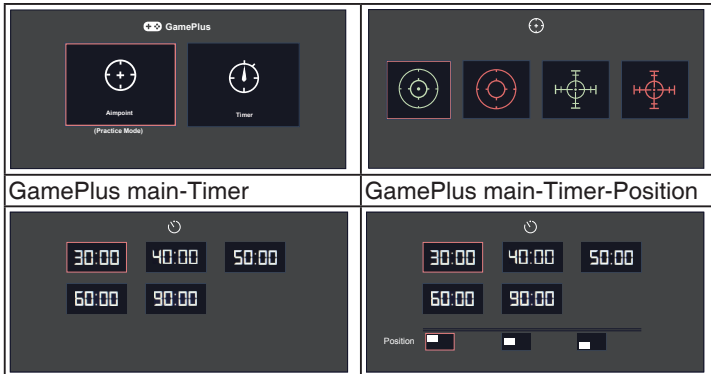 GamePlus
Aimpoint
Timer
(Practice Mode)
GamePlus main-Timer
GamePlus main-Timer-Position
30:00 40:00 50:00
60:00 90:00
30:00 40:00 50:00
60:00 90:00
Position